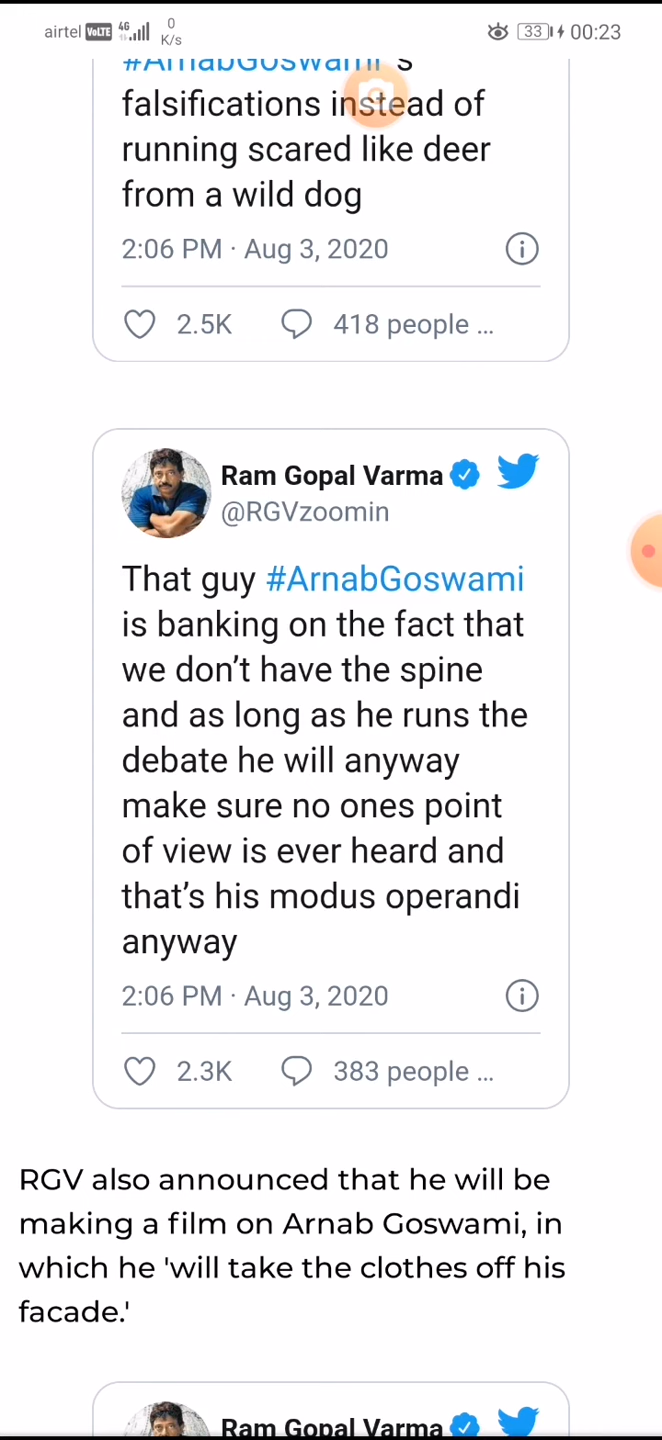 airtel VoLTE 4G 0 K/s 33 00:23
#ArnabGoswami's
falsifications instead of
running scared like deer
from a wild dog
2:06 PM · Aug 3, 2020
2.5K 418 people ...
Ram Gopal Varma
@RGVzoomin
That guy #ArnabGoswami
is banking on the fact that
we don't have the spine
and as long as he runs the
debate he will anyway
make sure no ones point
of view is ever heard and
that's his modus operandi
anyway
2:06 PM · Aug 3, 2020
2.3K 383 people ...
RGV also announced that he will be
making a film on Arnab Goswami, in
which he 'will take the clothes off his
facade.'
Ram Gopal Varma